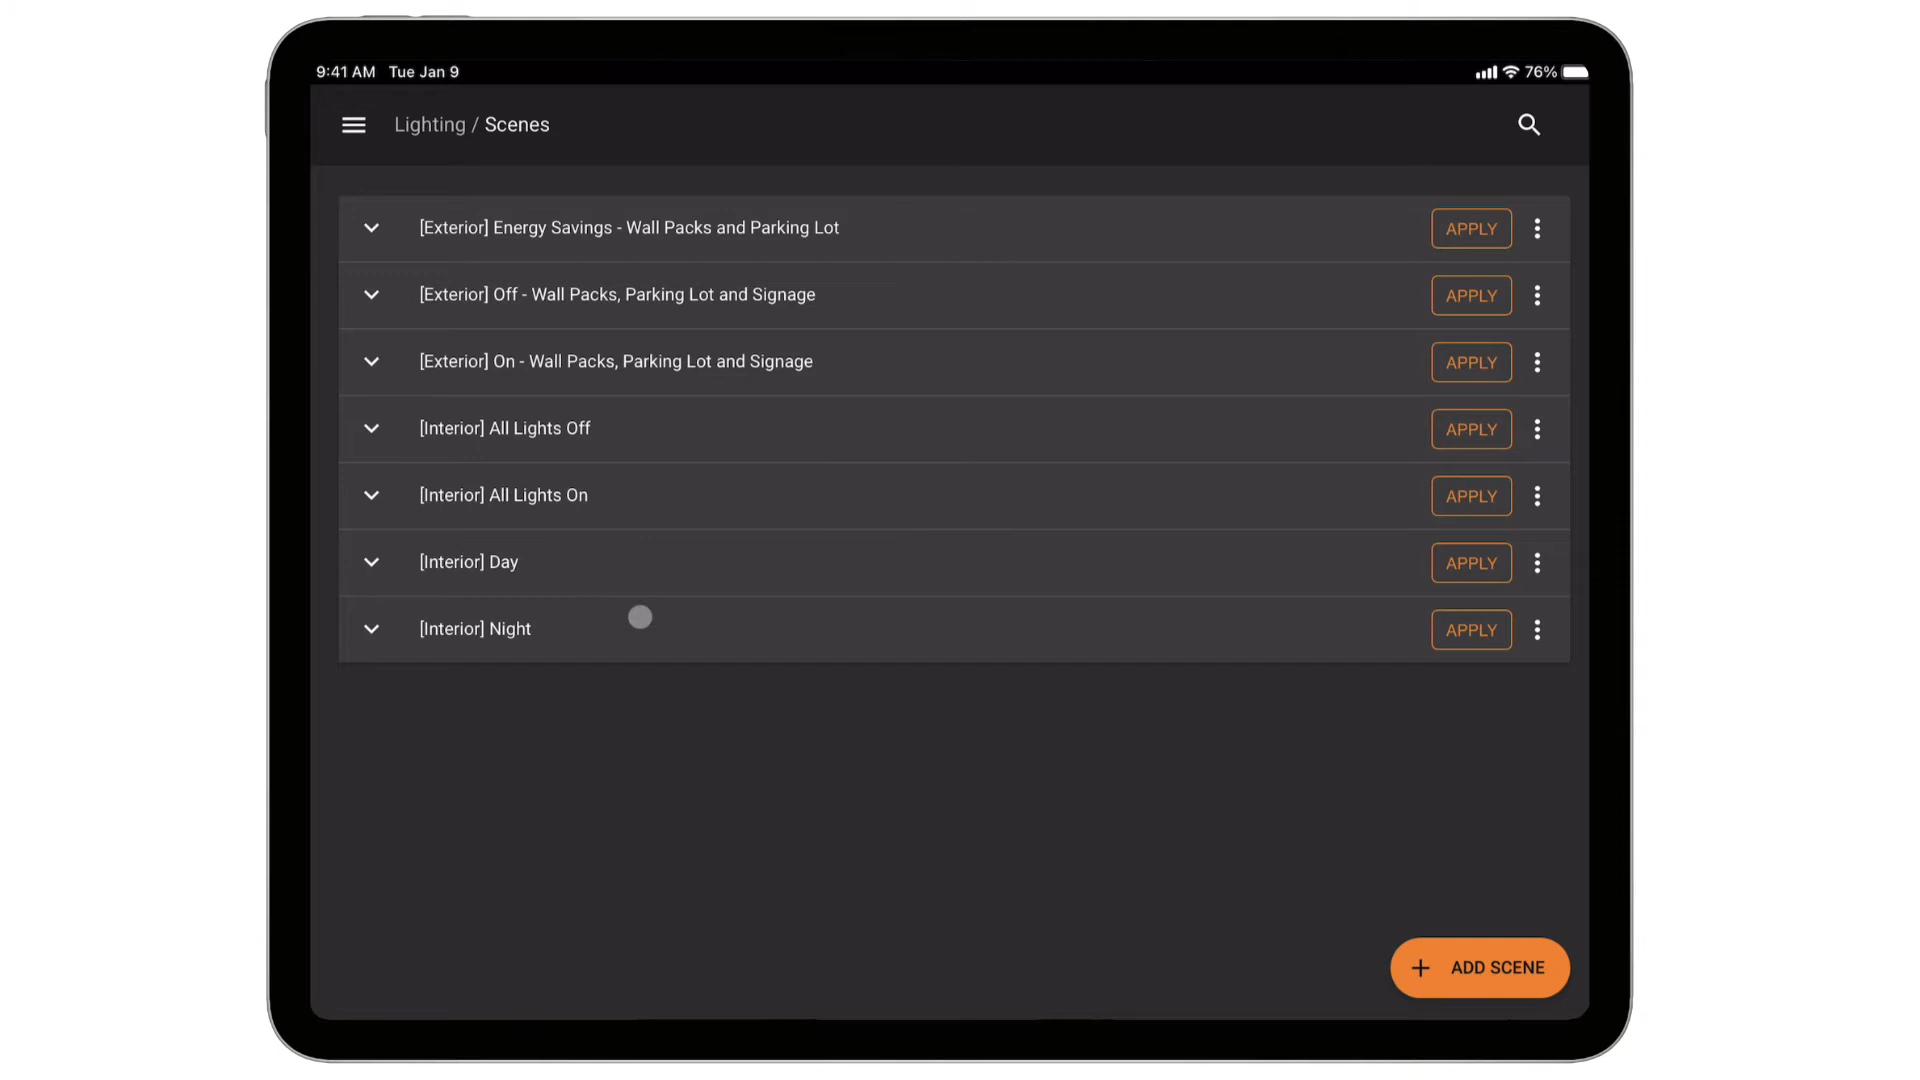 9:41 AM Tue Jan 9 76%
Lighting / Scenes
[Exterior] Energy Savings - Wall Packs and Parking Lot APPLY
[Exterior] Off - Wall Packs, Parking Lot and Signage APPLY
[Exterior] On - Wall Packs, Parking Lot and Signage APPLY
[Interior] All Lights Off APPLY
[Interior] All Lights On APPLY
[Interior] Day APPLY
[Interior] Night APPLY
+ ADD SCENE